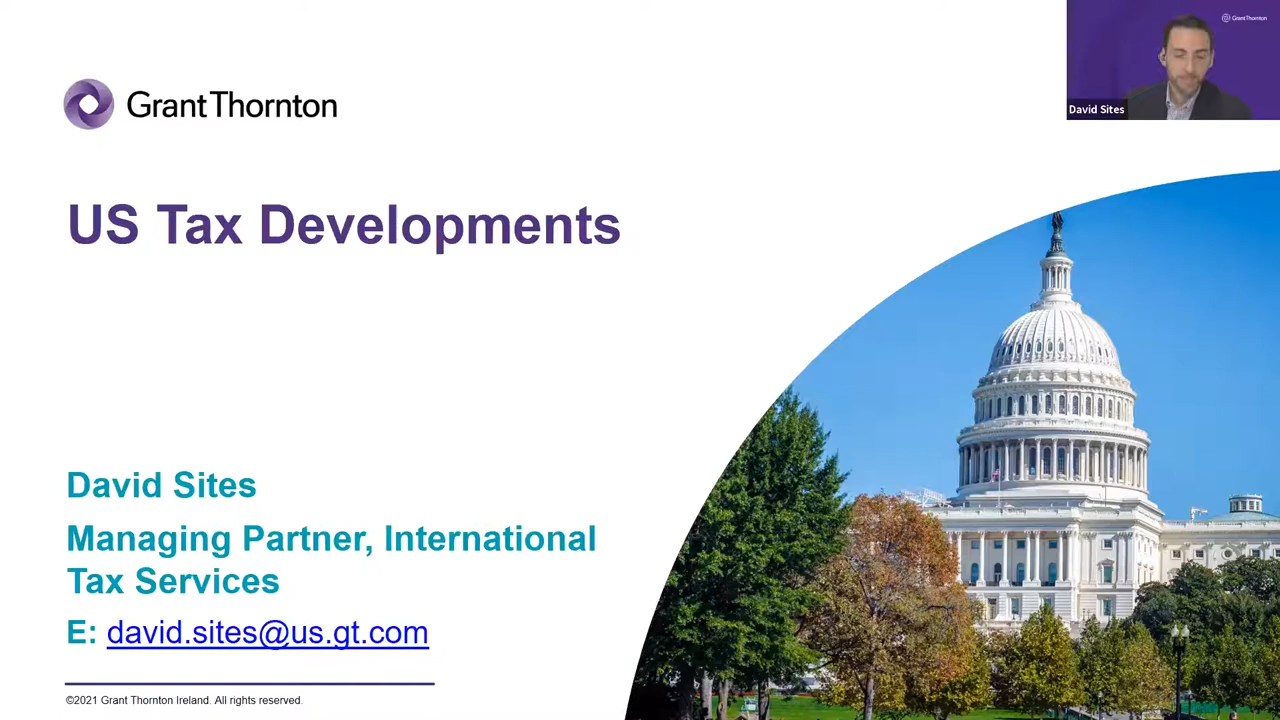 GrantThornton
David Sites
GrantThornton
US Tax Developments
David Sites
Managing Partner, International
Tax Services
E: david.sites@us.gt.com
©2021 Grant Thornton Ireland. All rights reserved.